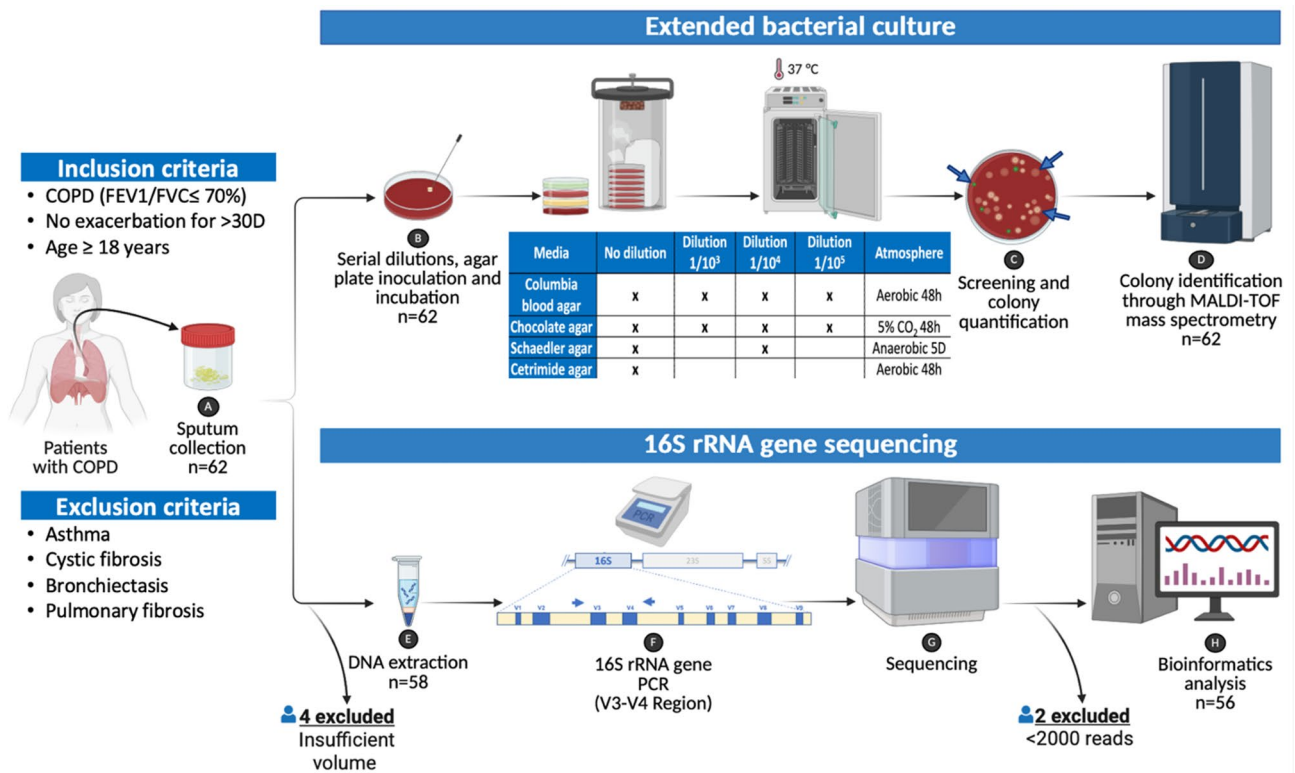 Extended bacterial culture
37 °C
Inclusion criteria
• COPD (FEV1/FVC≤ 70%)
• No exacerbation for >30D
• Age ≥ 18 years
A
Sputum
collection
n=62
Patients
with COPD
Exclusion criteria
• Asthma
• Cystic fibrosis
• Bronchiectasis
• Pulmonary fibrosis
B
Serial dilutions, agar
plate inoculation and
incubation
n=62
Media No dilution Dilution 1/10³ Dilution 1/10⁴ Dilution 1/10⁵ Atmosphere
Columbia blood agar x x x x Aerobic 48h
Chocolate agar x x x x 5% CO₂ 48h
Schaedler agar x x Anaerobic 5D
Cetrimide agar x Aerobic 48h
C
Screening and
colony
quantification
D
Colony identification
through MALDI-TOF
mass spectrometry
n=62
16S rRNA gene sequencing
E
DNA extraction
n=58
4 excluded
Insufficient
volume
PCR
16S 23S 5S
V1 V2 V3 V4 V5 V6 V7 V8 V9
F
16S rRNA gene
PCR
(V3-V4 Region)
G
Sequencing
2 excluded
<2000 reads
H
Bioinformatics
analysis
n=56